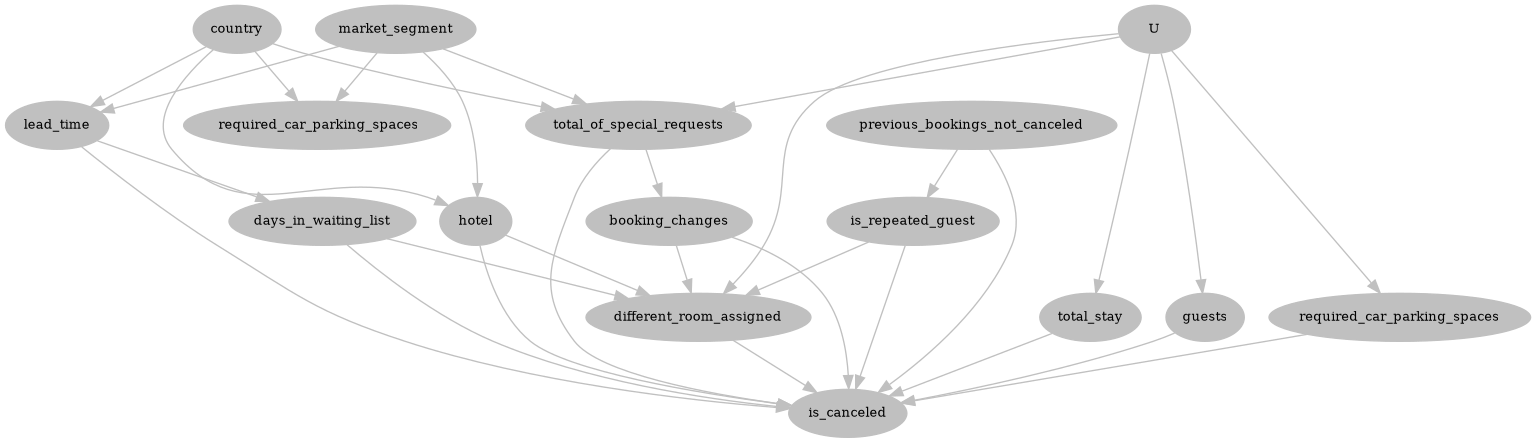 country
market_segment
U
lead_time
required_car_parking_spaces
total_of_special_requests
previous_bookings_not_canceled
days_in_waiting_list
hotel
booking_changes
is_repeated_guest
different_room_assigned
total_stay
guests
required_car_parking_spaces
is_canceled